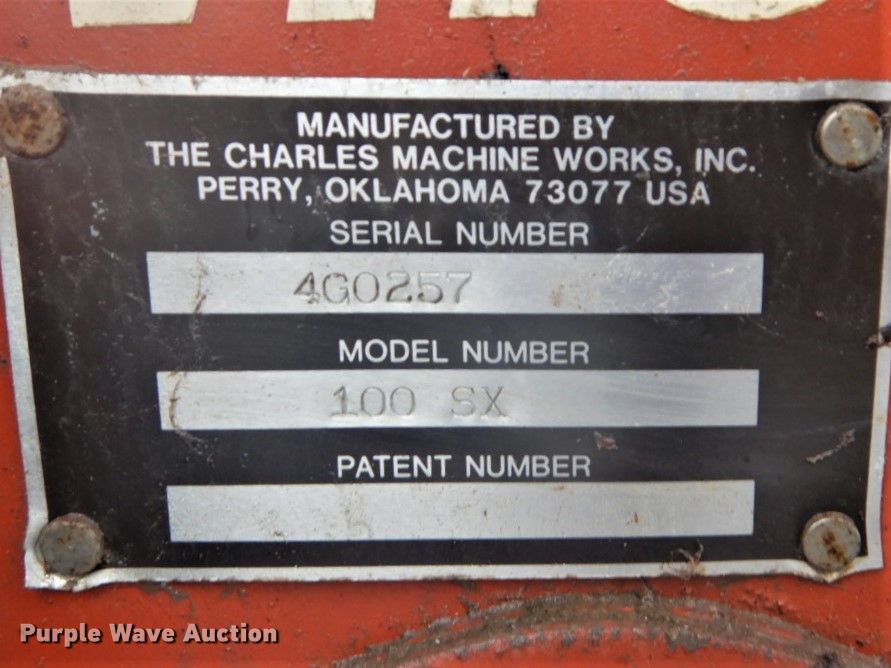 MANUFACTURED BY
THE CHARLES MACHINE WORKS, INC.
PERRY, OKLAHOMA 73077 USA
SERIAL NUMBER
4G0257
MODEL NUMBER
100 SX
PATENT NUMBER
Purple Wave Auction